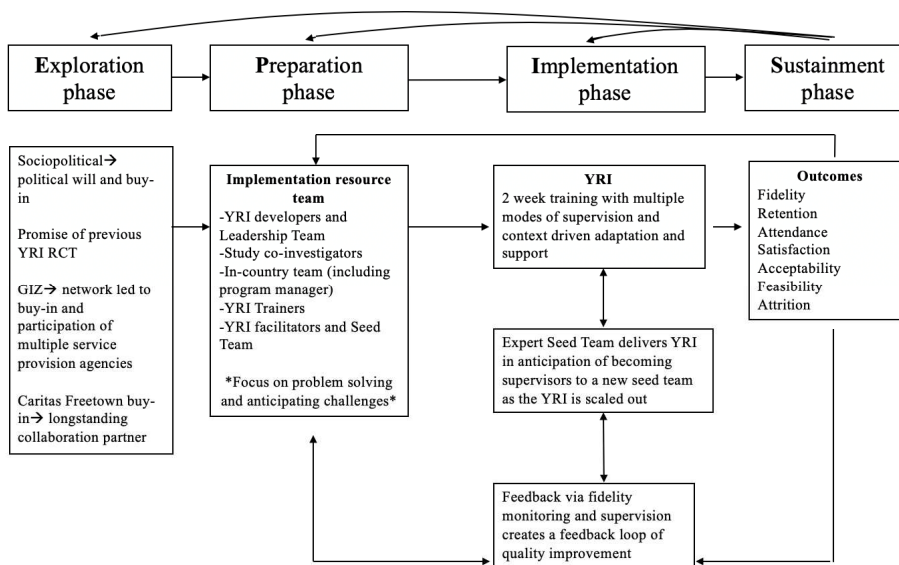 Exploration
phase
Preparation
phase
Implementation
phase
Sustainment
phase
Sociopolitical→
political will and buy-
in
Promise of previous
YRI RCT
GIZ→ network led to
buy-in and
participation of
multiple service
provision agencies
Caritas Freetown buy-
in→ longstanding
collaboration partner
Implementation resource
team
-YRI developers and
Leadership Team
-Study co-investigators
-In-country team (including
program manager)
-YRI Trainers
-YRI facilitators and Seed
Team
*Focus on problem solving
and anticipating challenges*
YRI
2 week training with multiple
modes of supervision and
context driven adaptation and
support
Expert Seed Team delivers YRI
in anticipation of becoming
supervisors to a new seed team
as the YRI is scaled out
Feedback via fidelity
monitoring and supervision
creates a feedback loop of
quality improvement
Outcomes
Fidelity
Retention
Attendance
Satisfaction
Acceptability
Feasibility
Attrition